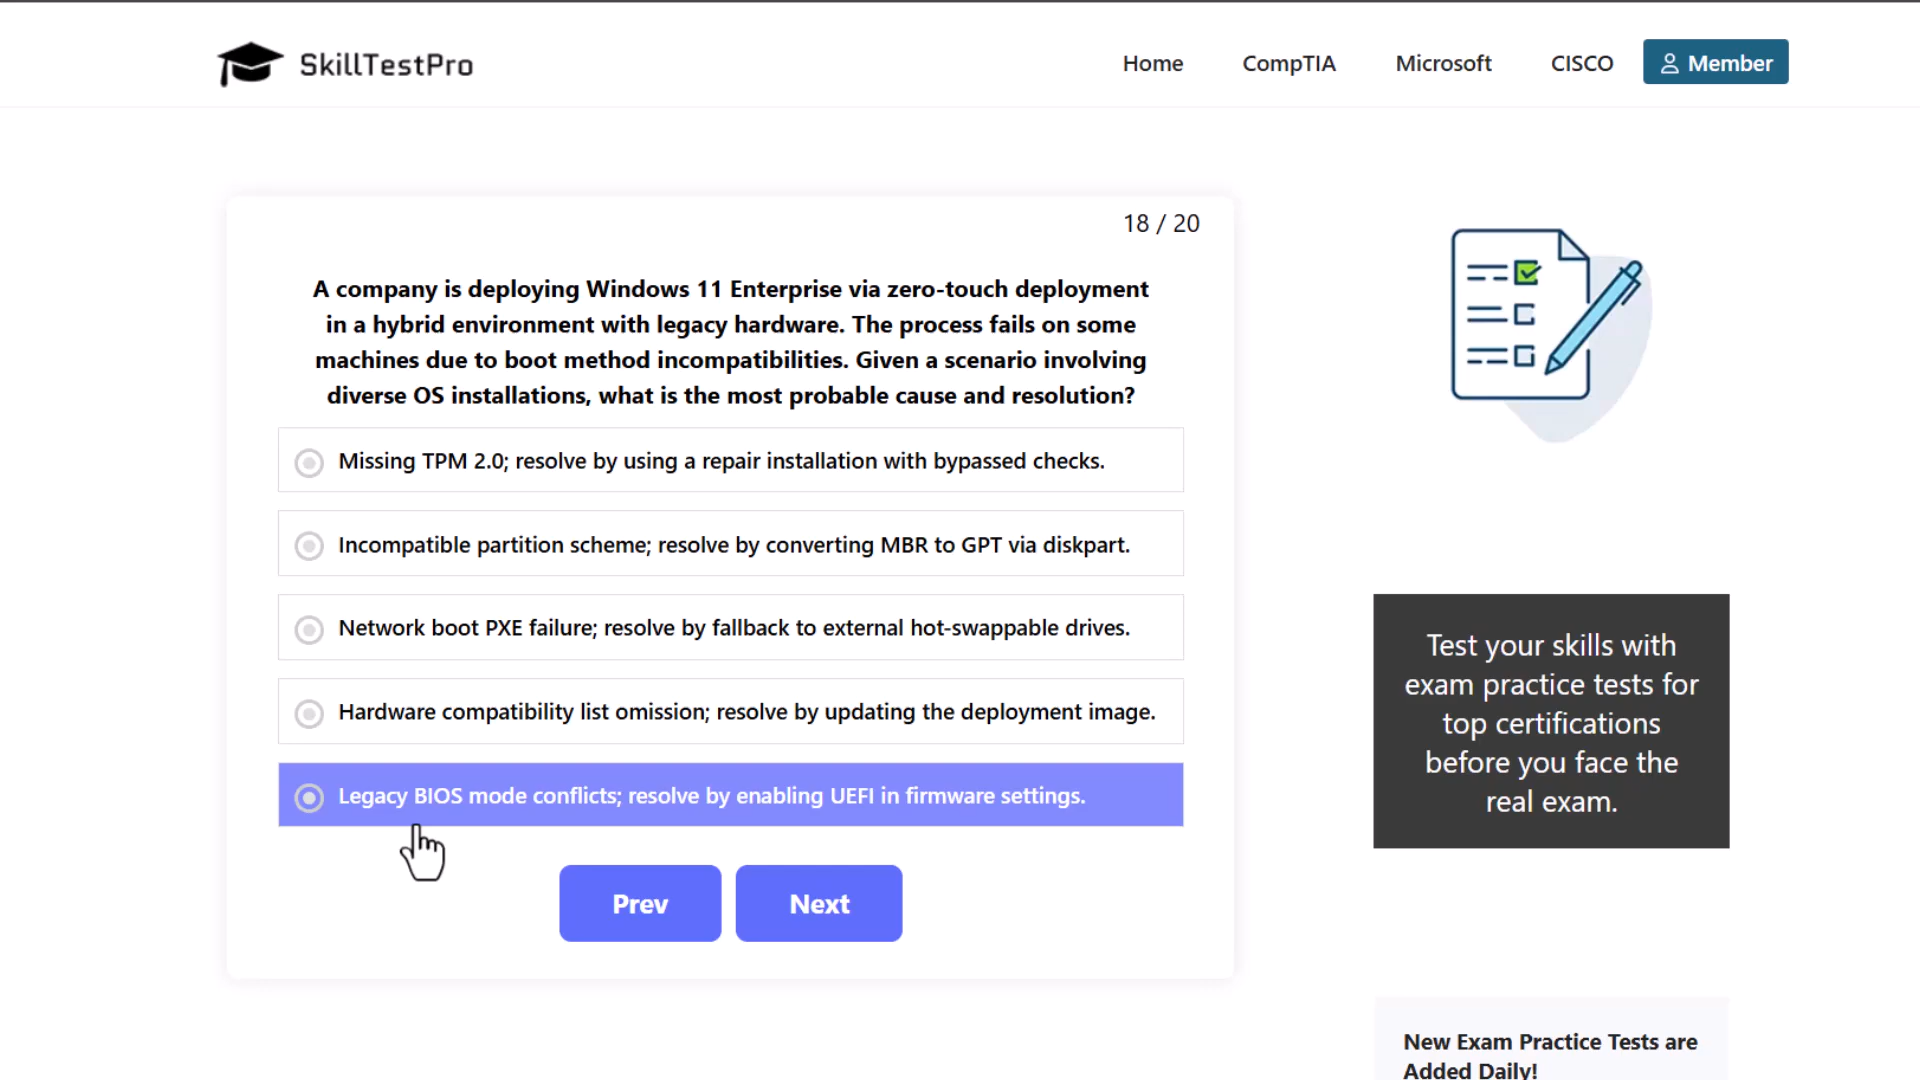 SkillTestPro
Home
CompTIA
Microsoft
CISCO
Member
18 / 20
A company is deploying Windows 11 Enterprise via zero-touch deployment
in a hybrid environment with legacy hardware. The process fails on some
machines due to boot method incompatibilities. Given a scenario involving
diverse OS installations, what is the most probable cause and resolution?
Missing TPM 2.0; resolve by using a repair installation with bypassed checks.
Incompatible partition scheme; resolve by converting MBR to GPT via diskpart.
Network boot PXE failure; resolve by fallback to external hot-swappable drives.
Hardware compatibility list omission; resolve by updating the deployment image.
Legacy BIOS mode conflicts; resolve by enabling UEFI in firmware settings.
Prev
Next
Test your skills with
exam practice tests for
top certifications
before you face the
real exam.
New Exam Practice Tests are
Added Daily!